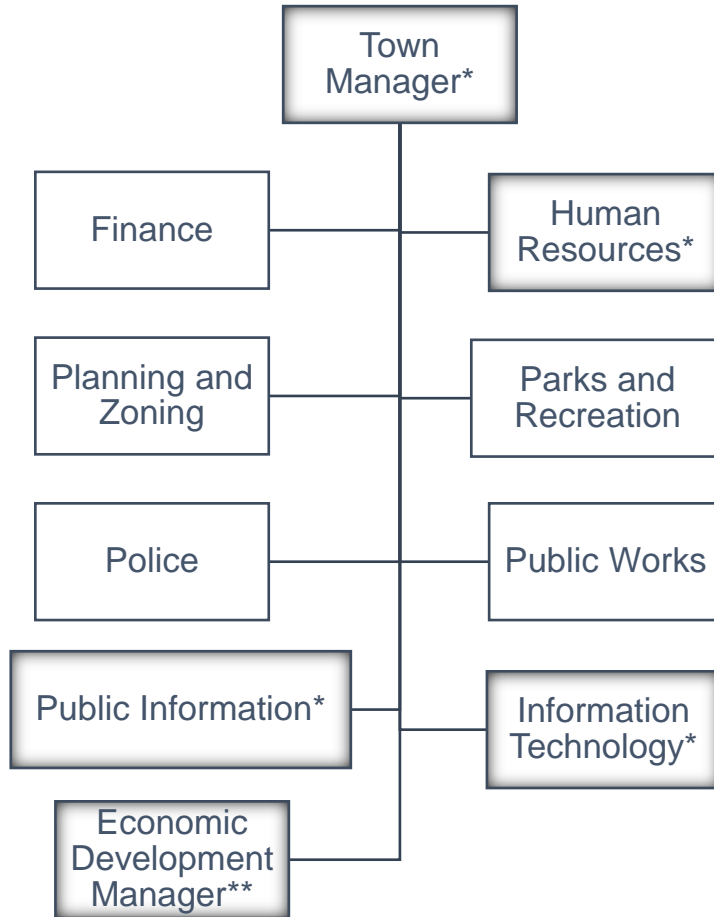 Town
Manager*
Finance
Human
Resources*
Planning and
Zoning
Parks and
Recreation
Police
Public Works
Public Information*
Information
Technology*
Economic
Development
Manager**